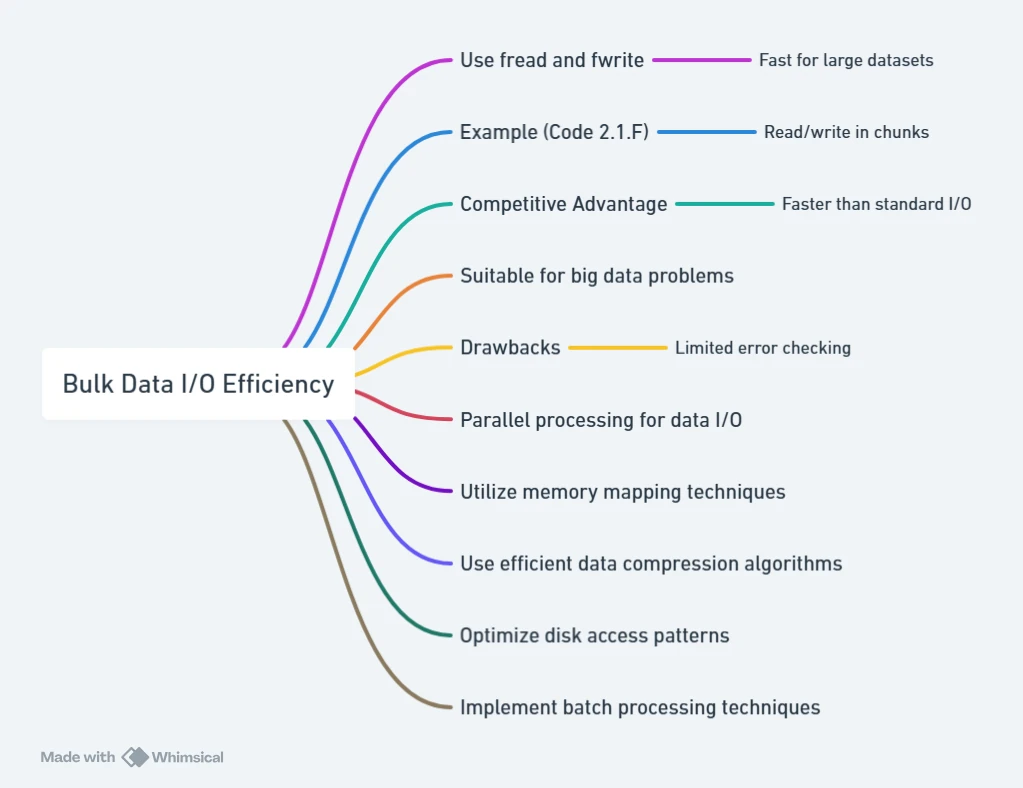 Use fread and fwrite
Fast for large datasets
Example (Code 2.1.F)
Read/write in chunks
Competitive Advantage
Faster than standard I/O
Suitable for big data problems
Drawbacks
Limited error checking
Bulk Data I/O Efficiency
Parallel processing for data I/O
Utilize memory mapping techniques
Use efficient data compression algorithms
Optimize disk access patterns
Implement batch processing techniques
Made with Whimsical